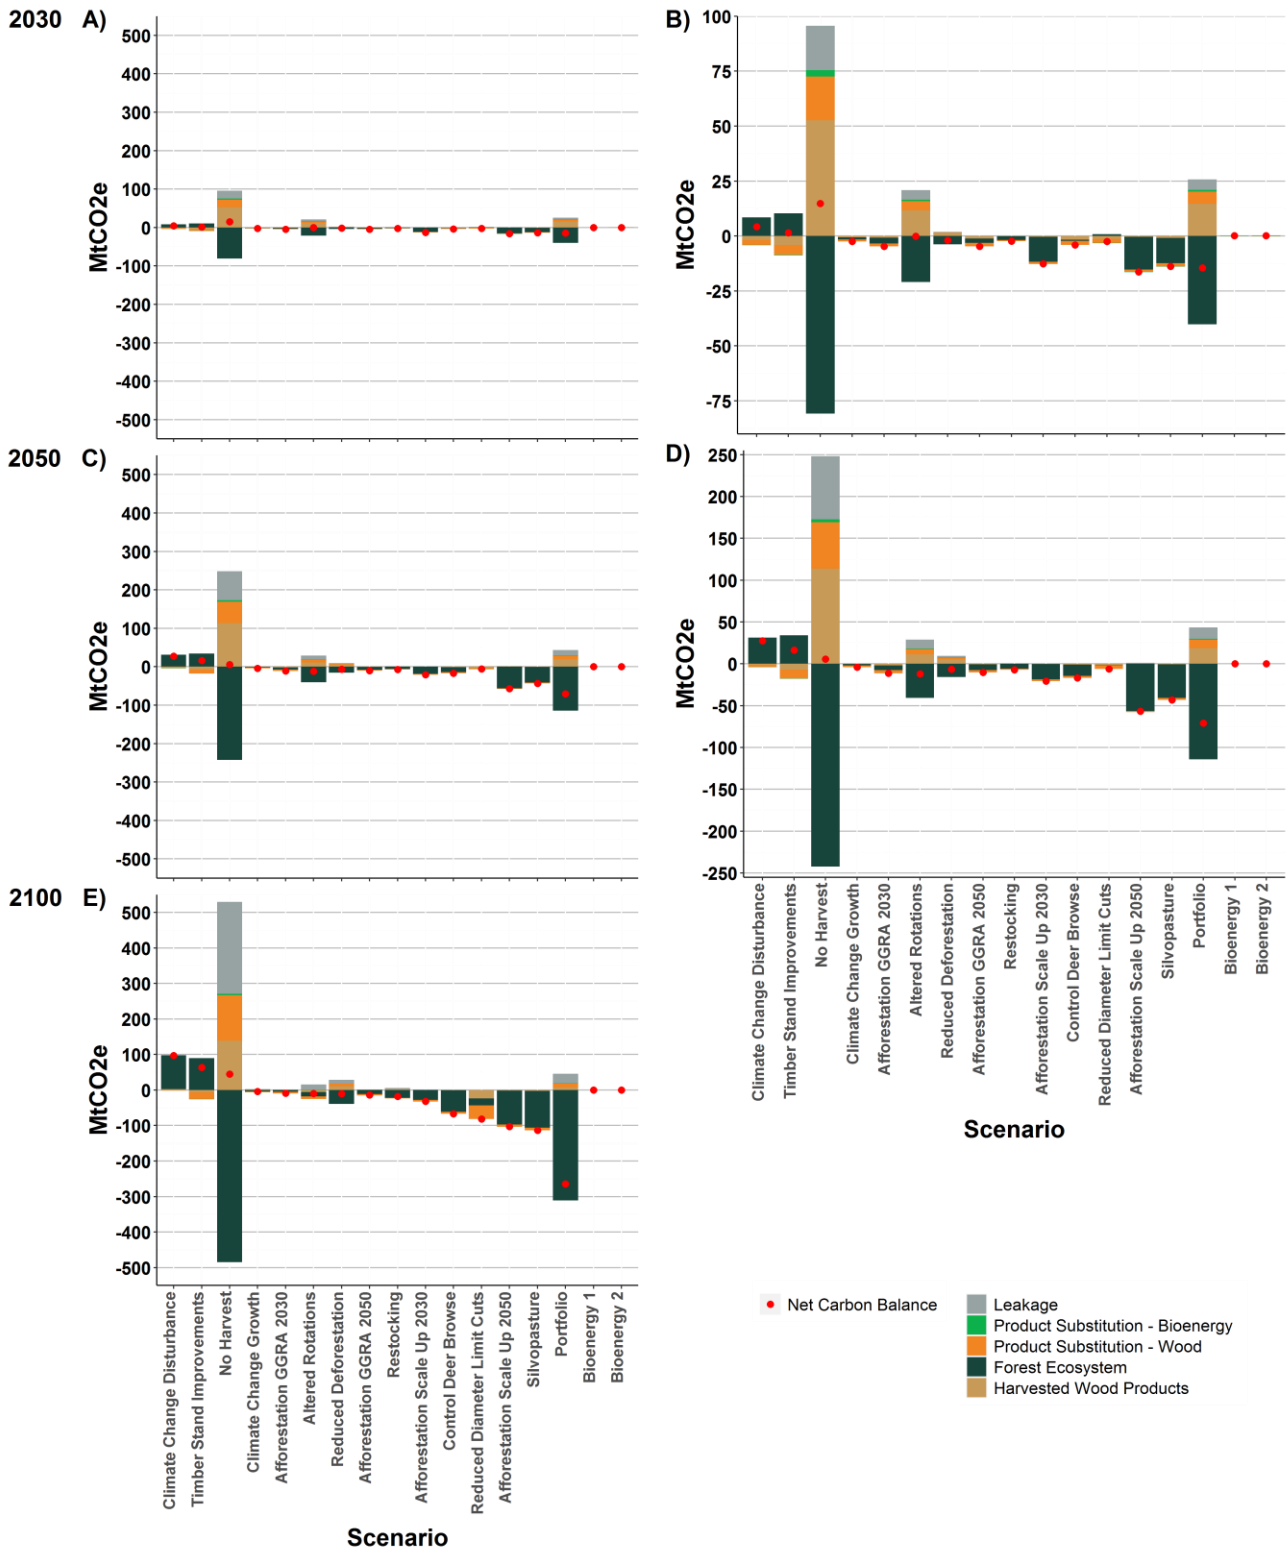 2030 A)
500
400
300
200
100
0
-100
-200
-300
-400
-500
MtCO2e
B)
100
75
50
25
0
-25
-50
-75
MtCO2e
2050 C)
500
400
300
200
100
0
-100
-200
-300
-400
-500
MtCO2e
D)
250
200
150
100
50
0
-50
-100
-150
-200
-250
MtCO2e
Climate Change Disturbance
Timber Stand Improvements
No Harvest
Climate Change Growth
Afforestation GGRA 2030
Altered Rotations
Reduced Deforestation
Afforestation GGRA 2050
Restocking
Afforestation Scale Up 2030
Control Deer Browse
Reduced Diameter Limit Cuts
Afforestation Scale Up 2050
Silvopasture
Portfolio
Bioenergy 1
Bioenergy 2
Scenario
2100 E)
500
400
300
200
100
0
-100
-200
-300
-400
-500
MtCO2e
Climate Change Disturbance
Timber Stand Improvements
No Harvest
Climate Change Growth
Afforestation GGRA 2030
Altered Rotations
Reduced Deforestation
Afforestation GGRA 2050
Restocking
Afforestation Scale Up 2030
Control Deer Browse
Reduced Diameter Limit Cuts
Afforestation Scale Up 2050
Silvopasture
Portfolio
Bioenergy 1
Bioenergy 2
Scenario
Net Carbon Balance
Leakage
Product Substitution - Bioenergy
Product Substitution - Wood
Forest Ecosystem
Harvested Wood Products